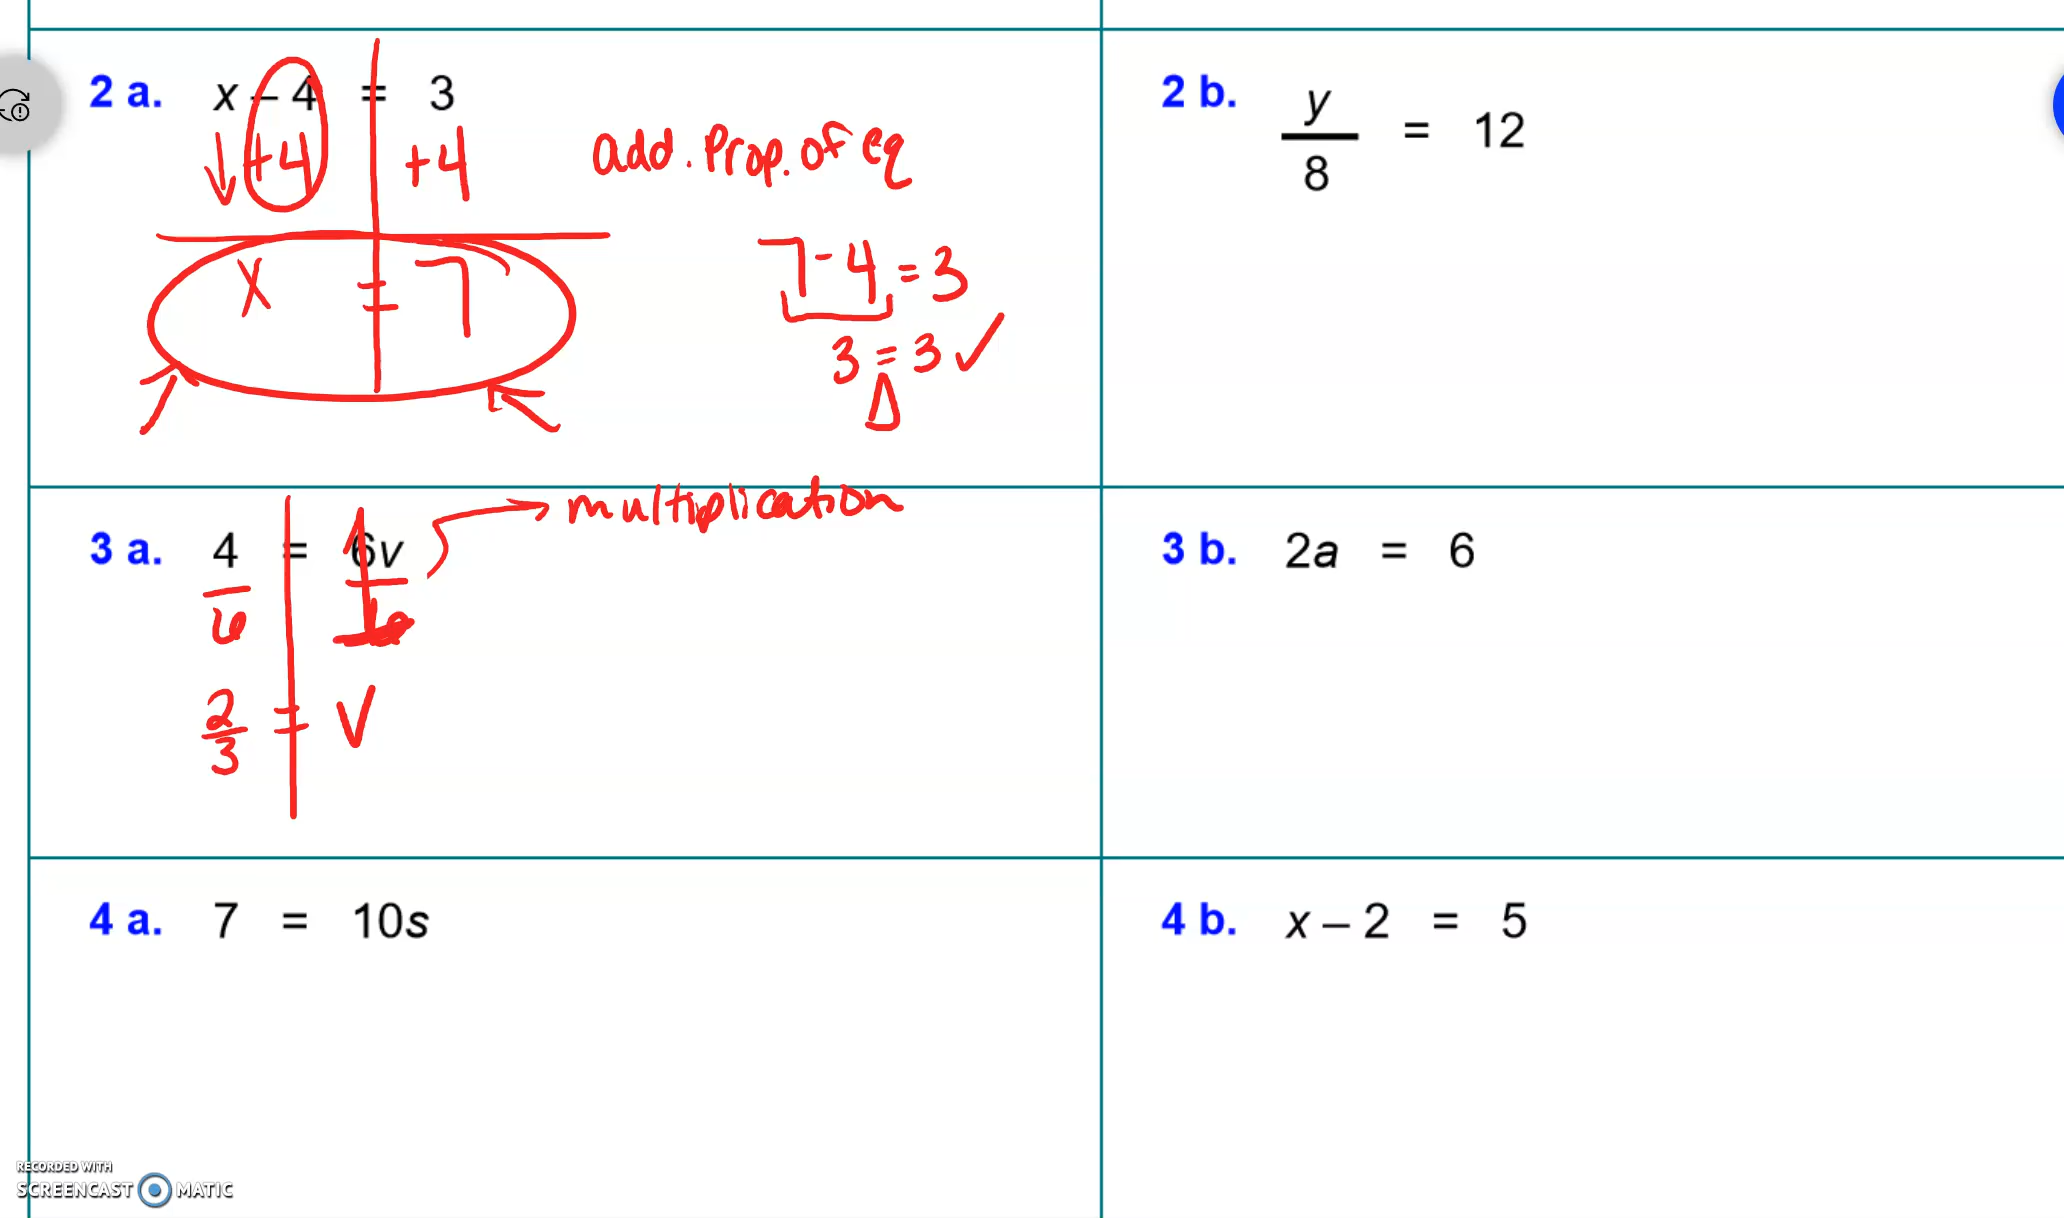 2 a. x – 4 = 3
+4 +4
add. Prop. of eq
x = 7
7 - 4 = 3
3 = 3 ✓
2 b. y/8 = 12
3 a. 4 = 6v
multiplication
6 6
2/3 = v
3 b. 2a = 6
4 a. 7 = 10s
4 b. x – 2 = 5
RECORDED WITH
SCREENCAST MATIC